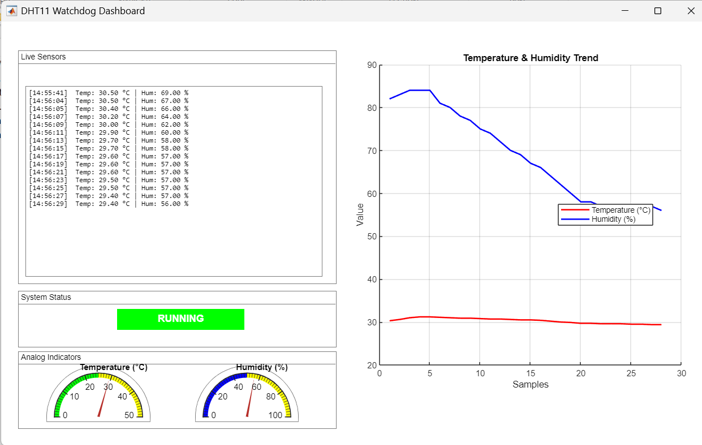 DHT11 Watchdog Dashboard
Live Sensors
[14:55:41] Temp: 30.50 °C | Hum: 69.00 %
[14:56:04] Temp: 30.50 °C | Hum: 67.00 %
[14:56:05] Temp: 30.40 °C | Hum: 66.00 %
[14:56:07] Temp: 30.20 °C | Hum: 64.00 %
[14:56:09] Temp: 30.00 °C | Hum: 62.00 %
[14:56:11] Temp: 29.90 °C | Hum: 60.00 %
[14:56:13] Temp: 29.70 °C | Hum: 58.00 %
[14:56:15] Temp: 29.70 °C | Hum: 58.00 %
[14:56:17] Temp: 29.60 °C | Hum: 57.00 %
[14:56:19] Temp: 29.60 °C | Hum: 57.00 %
[14:56:21] Temp: 29.60 °C | Hum: 57.00 %
[14:56:23] Temp: 29.50 °C | Hum: 57.00 %
[14:56:25] Temp: 29.50 °C | Hum: 57.00 %
[14:56:27] Temp: 29.40 °C | Hum: 57.00 %
[14:56:29] Temp: 29.40 °C | Hum: 56.00 %
System Status
RUNNING
Analog Indicators
Temperature (°C)
0 10 20 30 40 50
Humidity (%)
0 20 40 60 80 100
Temperature & Humidity Trend
90
80
70
60
50
40
30
20
Value
Temperature (°C)
Humidity (%)
0 5 10 15 20 25 30
Samples